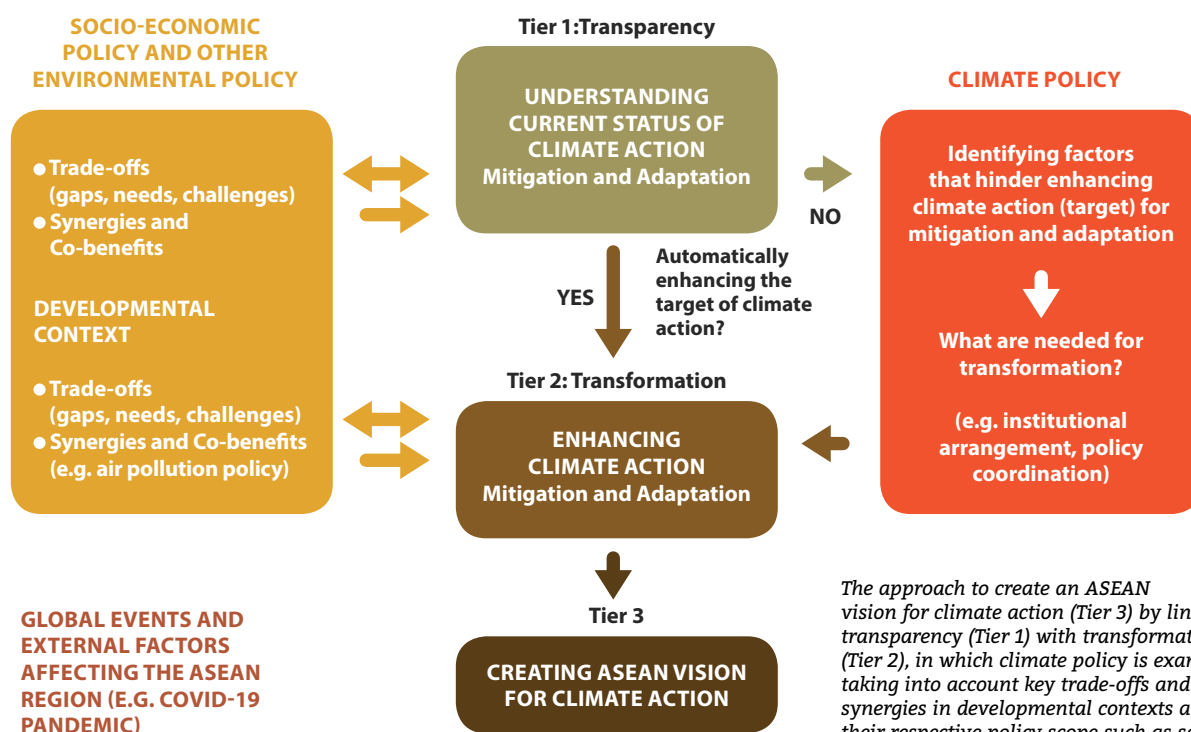 SOCIO-ECONOMIC
POLICY AND OTHER
ENVIRONMENTAL POLICY
● Trade-offs
(gaps, needs, challenges)
● Synergies and
Co-benefits
DEVELOPMENTAL
CONTEXT
● Trade-offs
(gaps, needs, challenges)
● Synergies and Co-benefits
(e.g. air pollution policy)
Tier 1:Transparency
UNDERSTANDING
CURRENT STATUS OF
CLIMATE ACTION
Mitigation and Adaptation
NO
YES
Automatically
enhancing the
target of climate
action?
Tier 2: Transformation
ENHANCING
CLIMATE ACTION
Mitigation and Adaptation
Tier 3
CREATING ASEAN VISION
FOR CLIMATE ACTION
CLIMATE POLICY
Identifying factors
that hinder enhancing
climate action (target) for
mitigation and adaptation
What are needed for
transformation?
(e.g. institutional
arrangement, policy
coordination)
GLOBAL EVENTS AND
EXTERNAL FACTORS
AFFECTING THE ASEAN
REGION (E.G. COVID-19
PANDEMIC)
The approach to create an ASEAN
vision for climate action (Tier 3) by
transparency (Tier 1) with
(Tier 2), in which climate policy is
taking into account key trade-offs and
synergies in developmental contexts
their respective policy scope such as